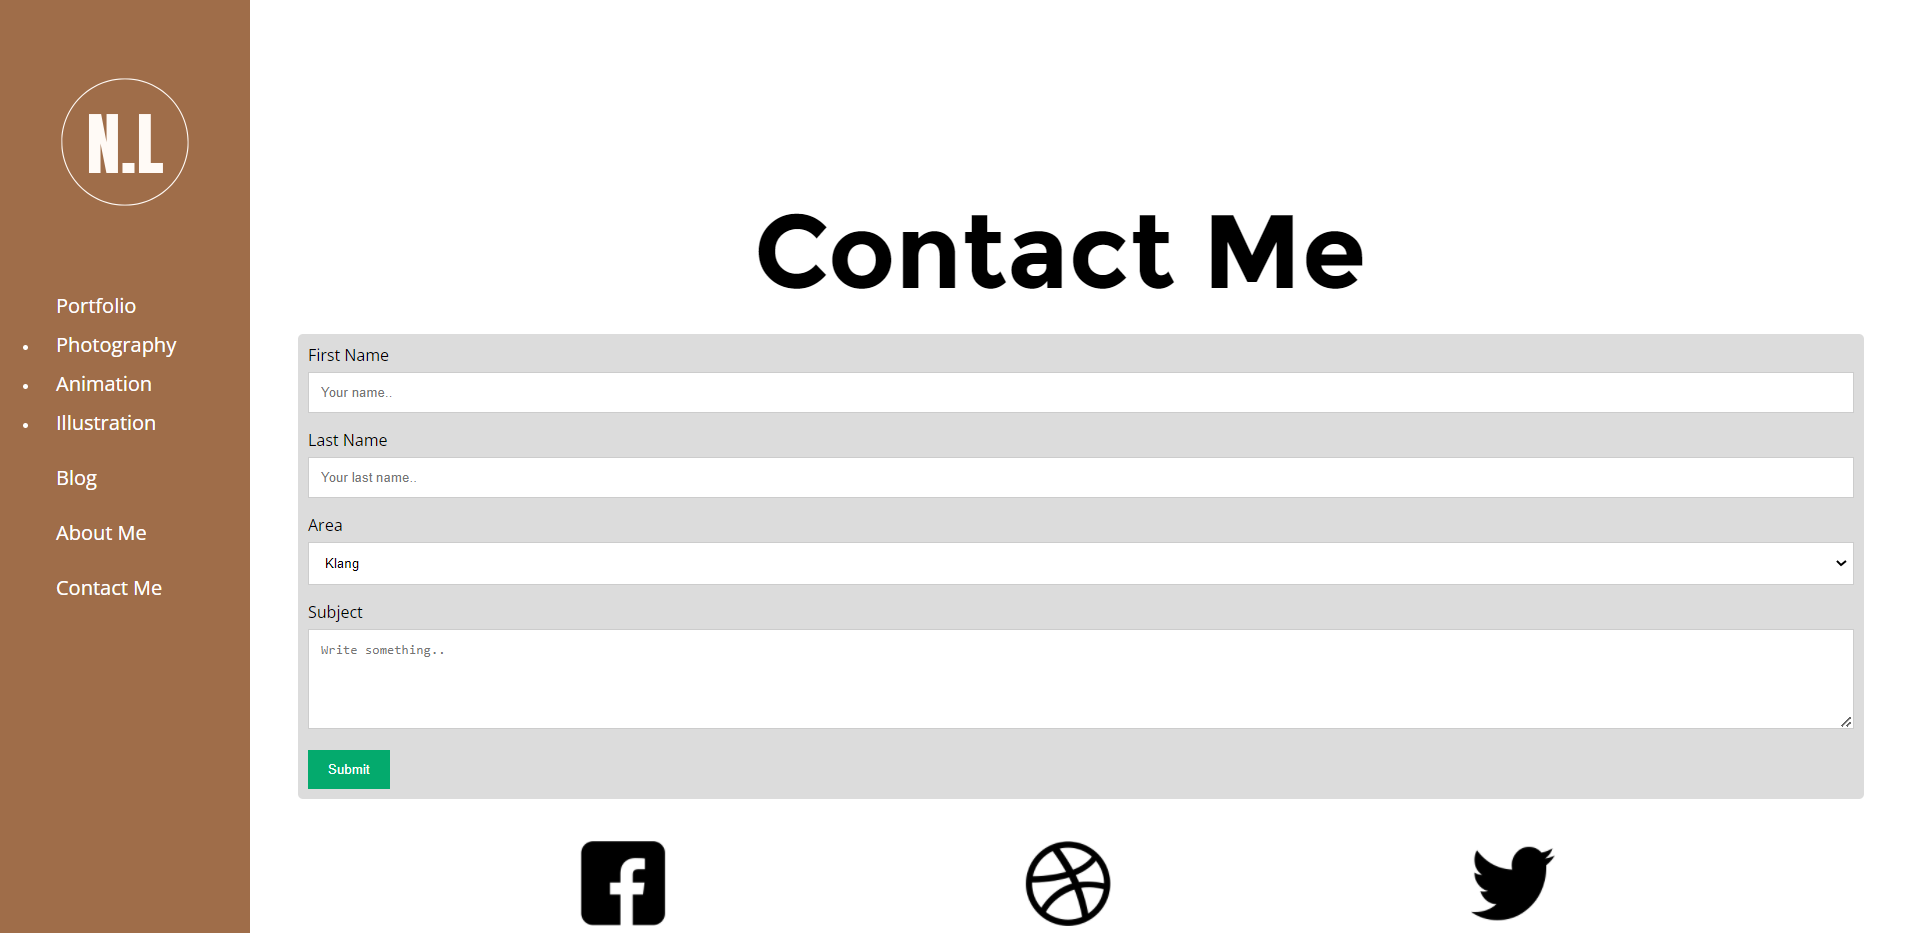 N.L
Portfolio
Photography
Animation
Illustration
Blog
About Me
Contact Me
Contact Me
First Name
Your name..
Last Name
Your last name..
Area
Klang
Subject
Write something..
Submit